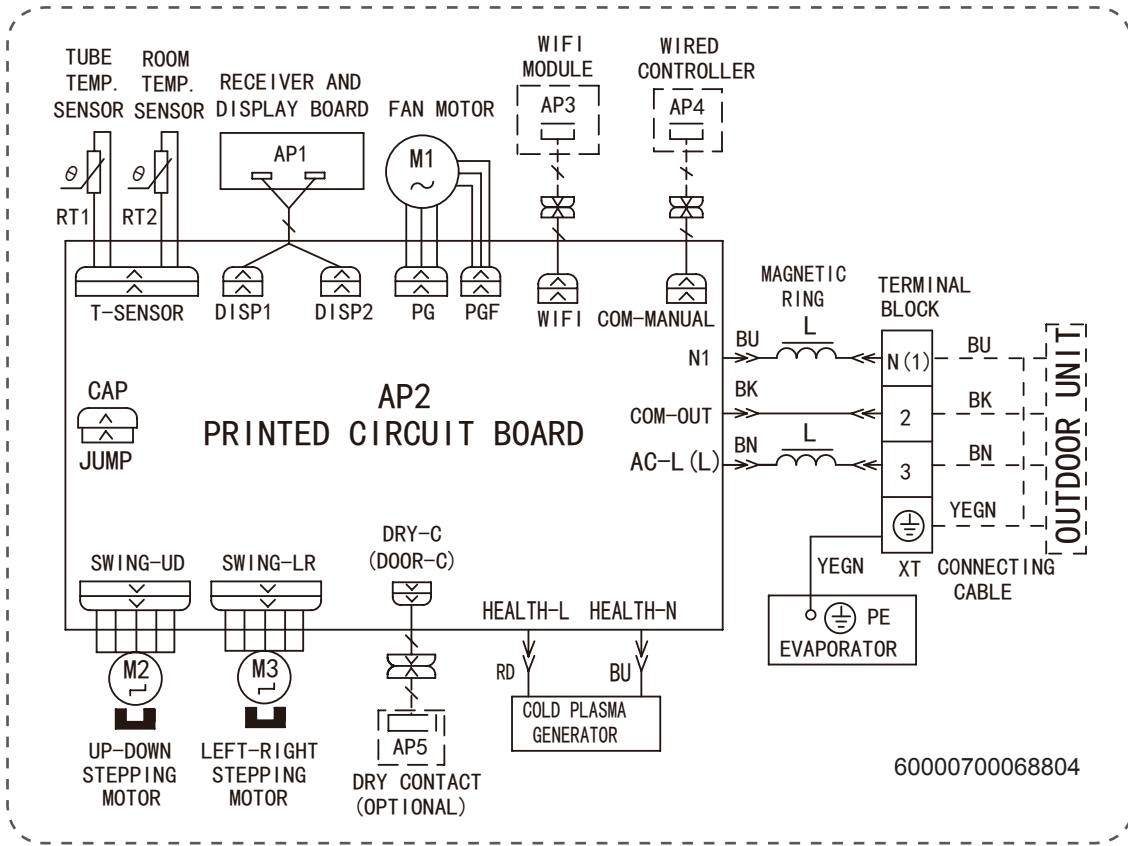 TUBE
TEMP.
SENSOR
ROOM
TEMP.
SENSOR
RECEIVER AND
DISPLAY BOARD
FAN MOTOR
WIFI
MODULE
WIRED
CONTROLLER
AP1
M1
AP3
AP4
θ
θ
RT1
RT2
T-SENSOR
DISP1
DISP2
PG
PGF
WIFI
COM-MANUAL
MAGNETIC
RING
TERMINAL
BLOCK
N1
BU
L
N(1)
BU
CAP
JUMP
AP2
PRINTED CIRCUIT BOARD
COM-OUT
BK
2
BK
AC-L(L)
BN
L
3
BN
YEGN
OUTDOOR UNIT
YEGN
XT
CONNECTING
CABLE
PE
EVAPORATOR
SWING-UD
SWING-LR
DRY-C
(DOOR-C)
HEALTH-L
HEALTH-N
M2
M3
RD
BU
COLD PLASMA
GENERATOR
AP5
UP-DOWN
STEPPING
MOTOR
LEFT-RIGHT
STEPPING
MOTOR
DRY CONTACT
(OPTIONAL)
60000700068804